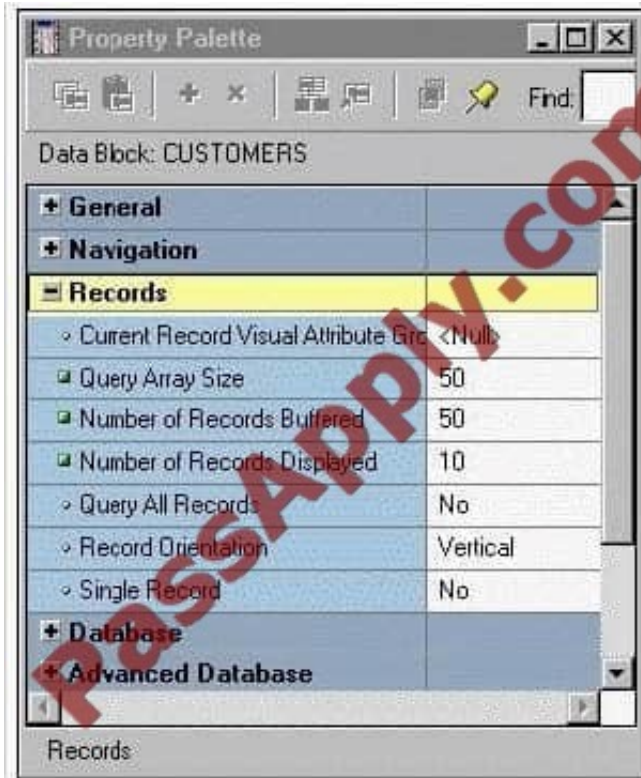 Property Palette
Find:
Data Block: CUSTOMERS
General
Navigation
Records
Current Record Visual Attribute Gro <Null>
Query Array Size 50
Number of Records Buffered 50
Number of Records Displayed 10
Query All Records No
Record Orientation Vertical
Single Record No
Database
Advanced Database
Records
PassApply.com